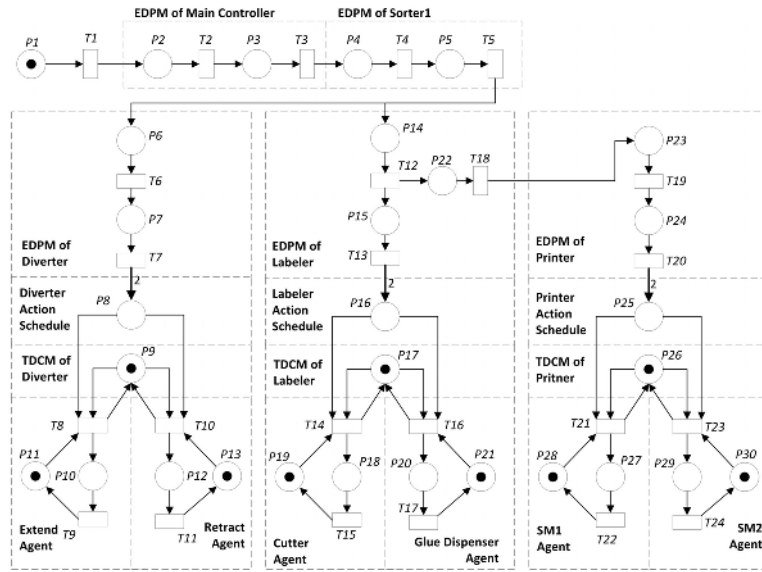 EDPM of Main Controller
EDPM of Sorter1
P1
T1
P2
T2
P3
T3
P4
T4
P5
T5
P6
T6
P7
T7
EDPM of
Diverter
2
P8
Diverter
Action
Schedule
TDCM of
Diverter
P9
T8
T10
P11
P10
P12
P13
T9
T11
Extend
Agent
Retract
Agent
P14
T12
P22
T18
P15
T13
EDPM of
Labeler
2
P16
Labeler
Action
Schedule
TDCM of
Labeler
P17
T14
T16
P19
P18
P20
P21
T15
T17
Cutter
Agent
Glue Dispenser
Agent
P23
T19
P24
T20
EDPM of
Printer
2
P25
Printer
Action
Schedule
TDCM of
Pritner
P26
T21
T23
P28
P27
P29
P30
T22
T24
SM1
Agent
SM2
Agent